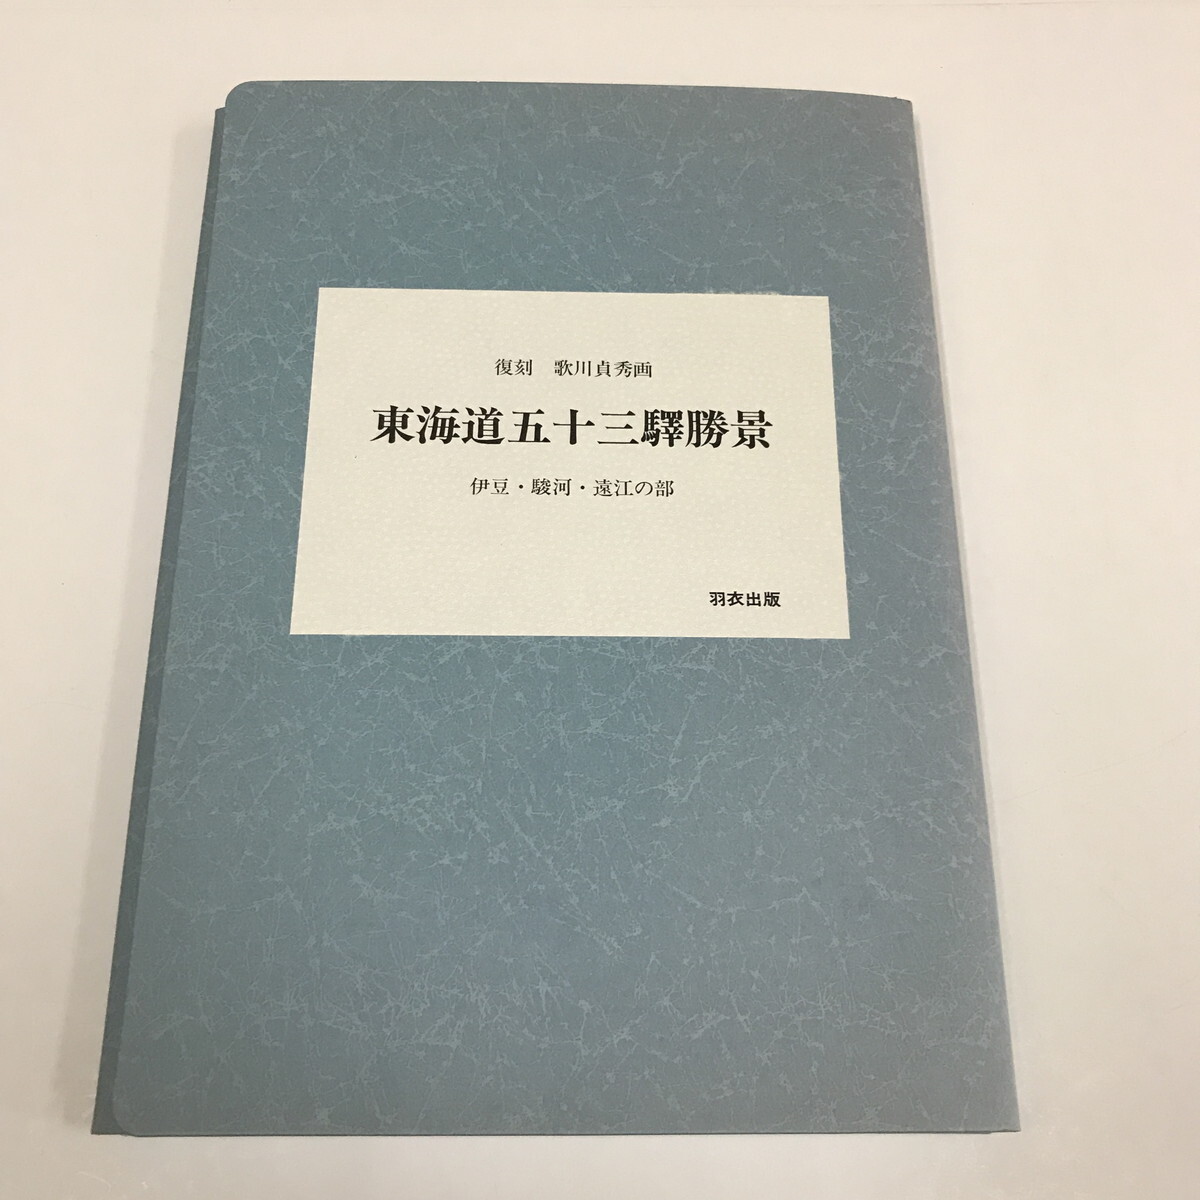 復刻　歌川貞秀画
東海道五十三驛勝景
伊豆・駿河・遠江の部
羽衣出版